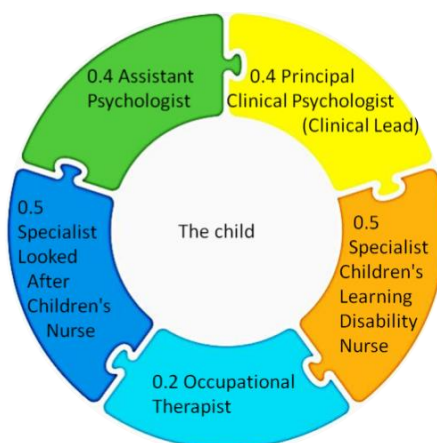 0.4 Assistant
Psychologist
0.4 Principal
Clinical Psychologist
(Clinical Lead)
0.5
Specialist
Looked
After
Children's
Nurse
The child
0.5
Specialist
Children's
Learning
Disability
Nurse
0.2 Occupational
Therapist